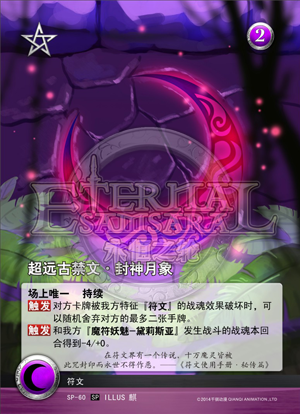 2
ETERNAL SAMSARAL
永恒之轮
超远古禁文·封神月象
场上唯一 持续
触发 对方卡牌被我方特征『符文』的战魂效果破坏时,可
以随机舍弃对方的最多二张手牌。
触发 和我方『魔符妖魅-黛莉斯亚』发生战斗的战魂本回
合得到-4/+0。
在符文界有一个传说,十万魔灵皆被
此咒封印而永世不得作恶。——《符文使用手册·秘传篇》
符文
SP-60 SP ILLUS 麒
©2014千骐动漫 QIANQI ANIMATION.,LTD